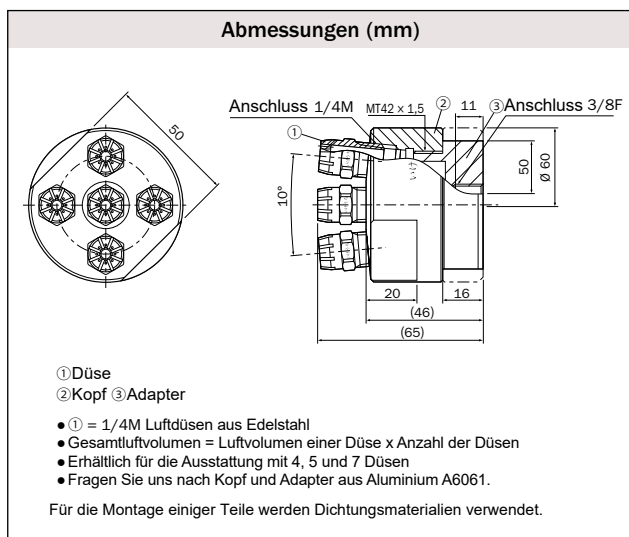 Abmessungen (mm)
50
Anschluss 1/4M
MT42 × 1,5
②
11
③Anschluss 3/8F
①
10°
50
Ø 60
20
16
(46)
(65)
①Düse
②Kopf ③Adapter
● ① = 1/4M Luftdüsen aus Edelstahl
● Gesamtluftvolumen = Luftvolumen einer Düse x Anzahl der Düsen
● Erhältlich für die Ausstattung mit 4, 5 und 7 Düsen
● Fragen Sie uns nach Kopf und Adapter aus Aluminium A6061.
Für die Montage einiger Teile werden Dichtungsmaterialien verwendet.